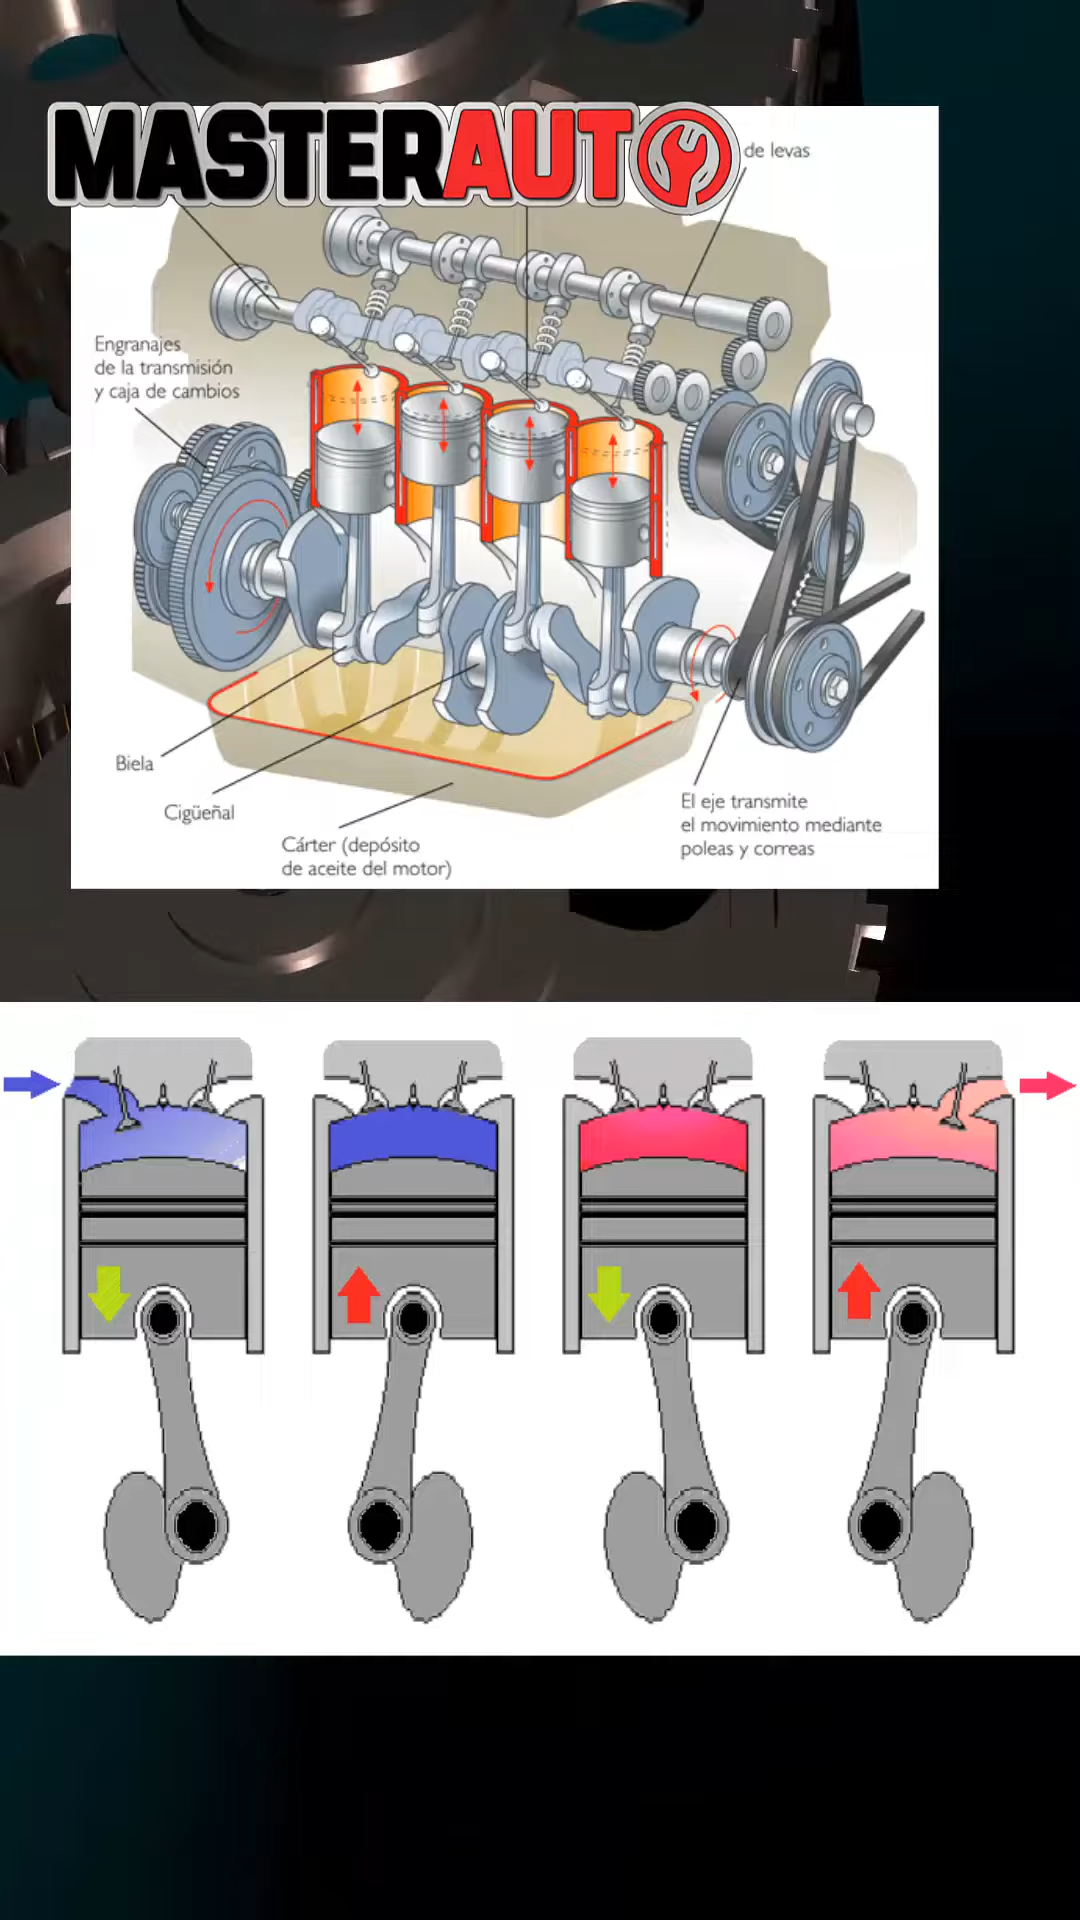 MASTERAUTO
de levas
Engranajes
de la transmisión
y caja de cambios
Biela
Cigüeñal
Cárter (depósito
de aceite del motor)
El eje transmite
el movimiento mediante
poleas y correas